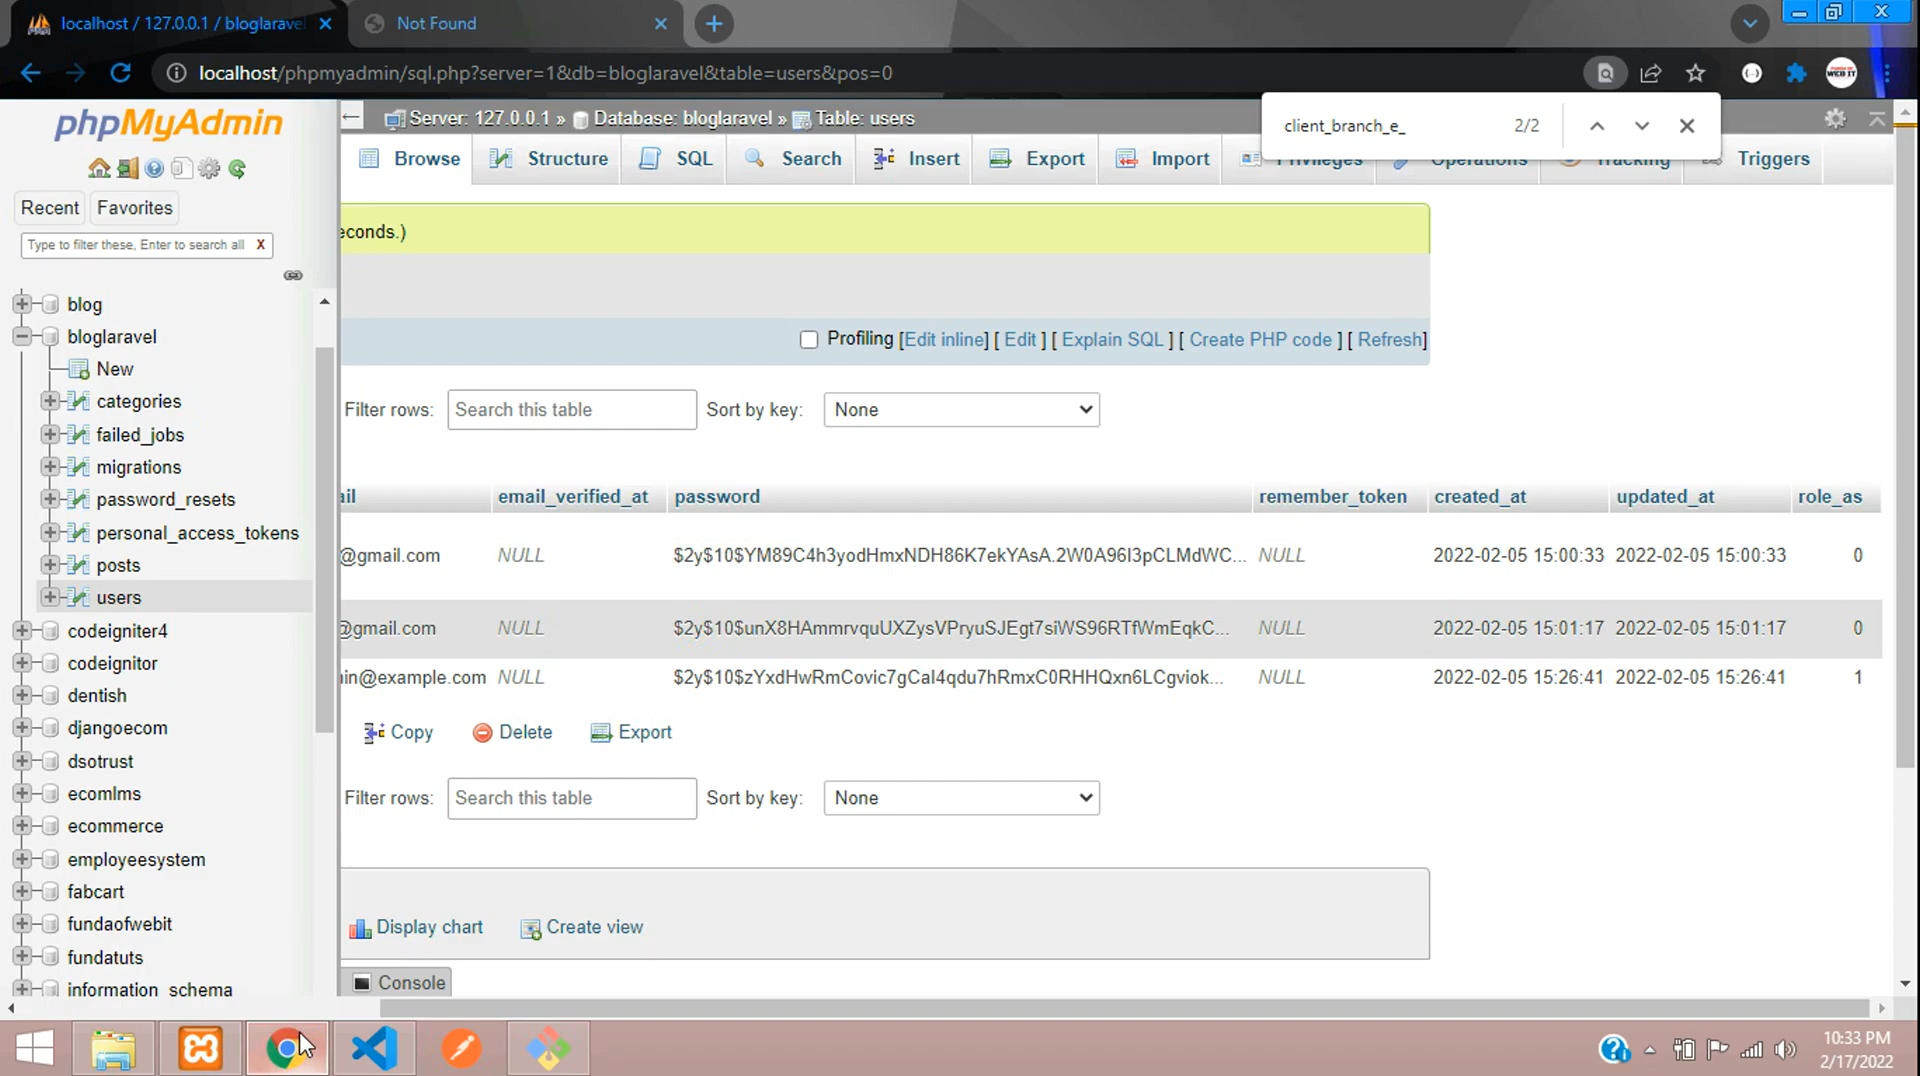 localhost / 127.0.0.1 / bloglarave
Not Found
localhost/phpmyadmin/sql.php?server=1&db=bloglaravel&table=users&pos=0
client_branch_e_ 2/2
phpMyAdmin
Server: 127.0.0.1 » Database: bloglaravel » Table: users
Browse Structure SQL Search Insert Export Import Privileges Operations Tracking Triggers
Recent Favorites
Type to filter these, Enter to search all X
econds.)
blog
bloglaravel
New
categories
failed_jobs
migrations
password_resets
personal_access_tokens
posts
users
codeigniter4
codeignitor
dentish
djangoecom
dsotrust
ecomlms
ecommerce
employeesystem
fabcart
fundaofwebit
fundatuts
information_schema
Profiling [Edit inline] [ Edit ] [ Explain SQL ] [ Create PHP code ] [ Refresh]
Filter rows: Search this table Sort by key: None
ail email_verified_at password remember_token created_at updated_at role_as
@gmail.com NULL $2y$10$YM89C4h3yodHmxNDH86K7ekYAsA.2W0A96I3pCLMdWC... NULL 2022-02-05 15:00:33 2022-02-05 15:00:33 0
@gmail.com NULL $2y$10$unX8HAmmrvquUXZysVPryuSJEgt7siWS96RTfWmEqkC... NULL 2022-02-05 15:01:17 2022-02-05 15:01:17 0
in@example.com NULL $2y$10$zYxdHwRmCovic7gCaI4qdu7hRmxC0RHHQxn6LCgviok... NULL 2022-02-05 15:26:41 2022-02-05 15:26:41 1
Copy Delete Export
Filter rows: Search this table Sort by key: None
Display chart Create view
Console
10:33 PM
2/17/2022